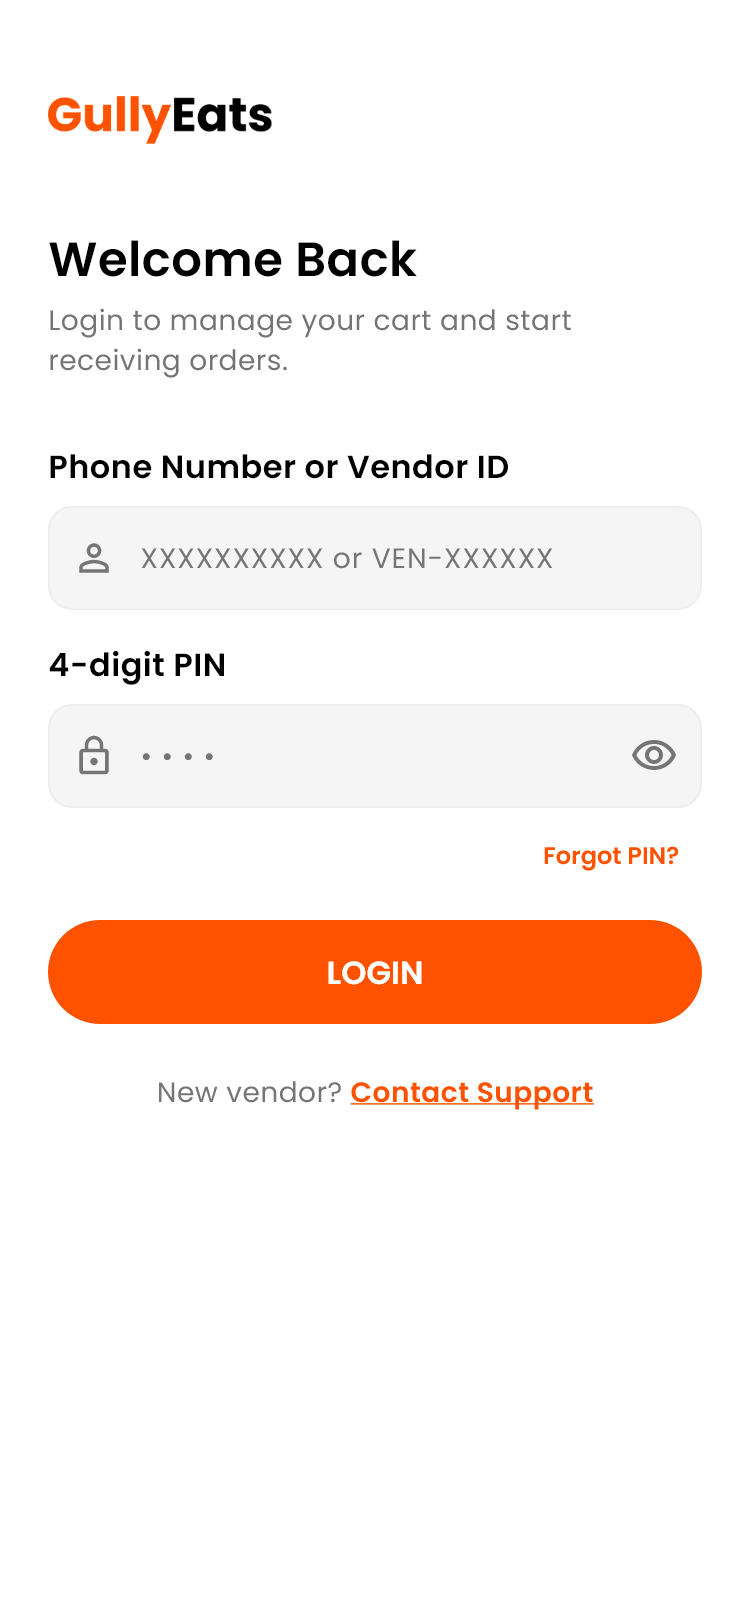 GullyEats
Welcome Back
Login to manage your cart and start
receiving orders.
Phone Number or Vendor ID
XXXXXXXXXX or VEN-XXXXXX
4-digit PIN
• • • •
Forgot PIN?
LOGIN
New vendor? Contact Support